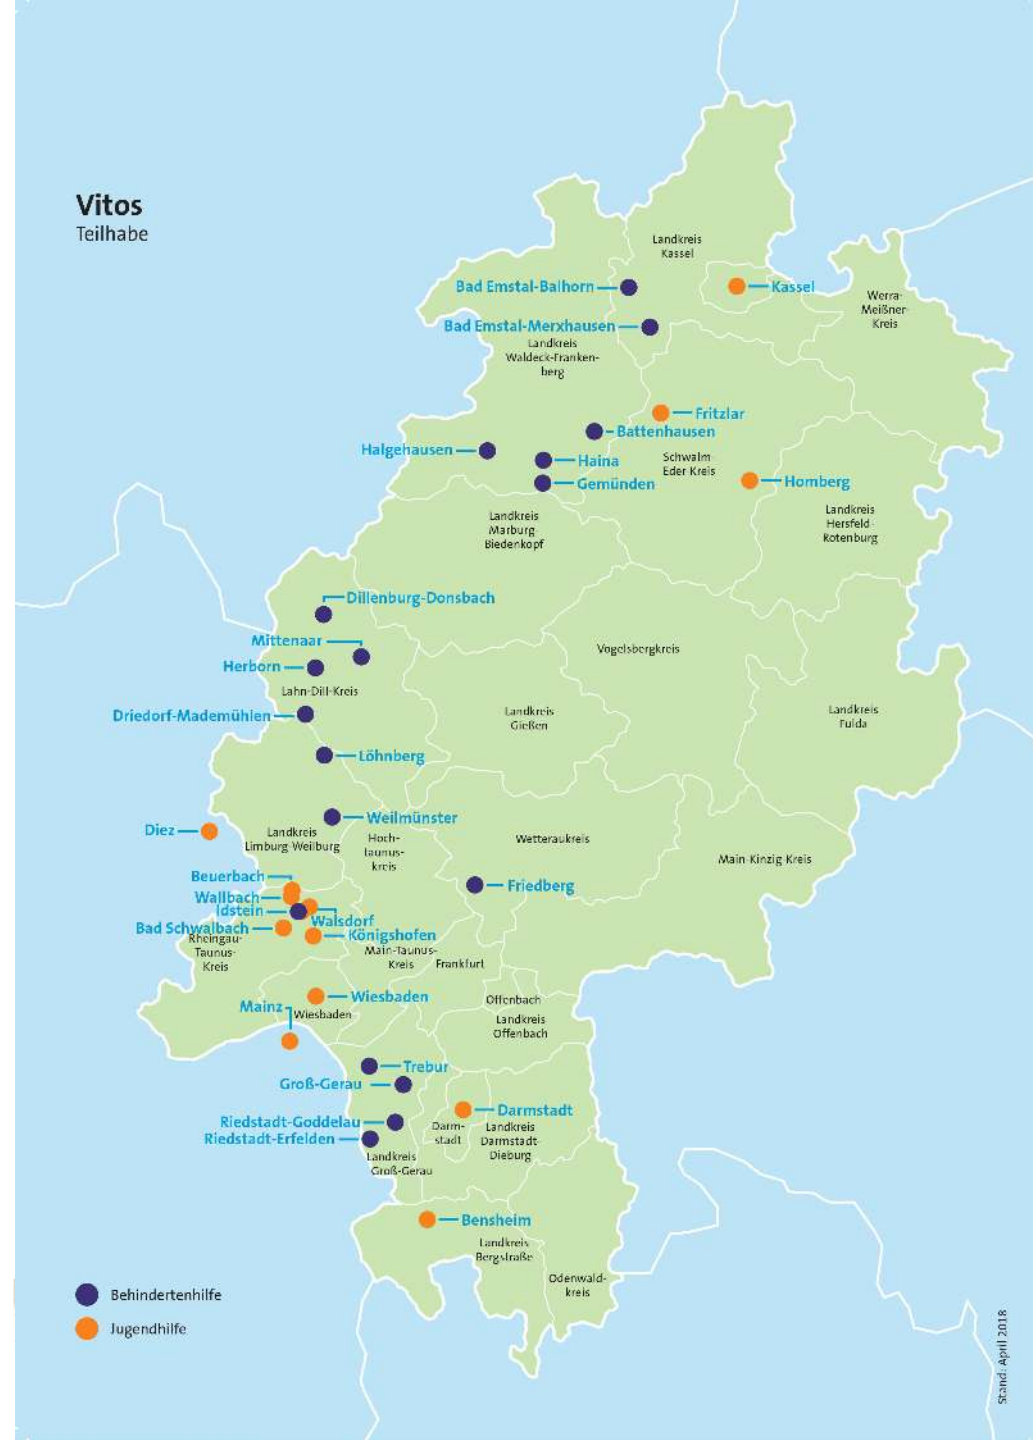 Vitos
Teilhabe
Landkreis
Kassel
Bad Emstal-Balhorn
Kassel
Werra-
Meißner-
Kreis
Bad Emstal-Merxhausen
Landkreis
Waldeck-Franken-
berg
Fritzlar
Battenhausen
Halgehausen
Haina
Schwalm-
Eder-Kreis
Gemünden
Homberg
Landkreis
Marburg-
Biedenkopf
Landkreis
Hersfeld-
Rotenburg
Dillenburg-Donsbach
Mittenaar
Vogelsbergkreis
Herborn
Lahn-Dill-Kreis
Driedorf-Mademühlen
Landkreis
Gießen
Landkreis
Fulda
Löhnberg
Weilmünster
Diez
Landkreis
Limburg-Weilburg
Hoch-
taunus-
kreis
Wetteraukreis
Main-Kinzig-Kreis
Beuerbach
Friedberg
Wallbach
Idstein
Walsdorf
Bad Schwalbach
Königshofen
Rheingau-
Taunus-
Kreis
Main-Taunus-
Kreis
Frankfurt
Wiesbaden
Mainz
Wiesbaden
Offenbach
Landkreis
Offenbach
Trebur
Groß-Gerau
Darmstadt
Riedstadt-Goddelau
Darm-
stadt
Landkreis
Darmstadt-
Dieburg
Riedstadt-Erfelden
Landkreis
Groß-Gerau
Bensheim
Landkreis
Bergstraße
Odenwald-
kreis
Behindertenhilfe
Jugendhilfe
Stand: April 2018